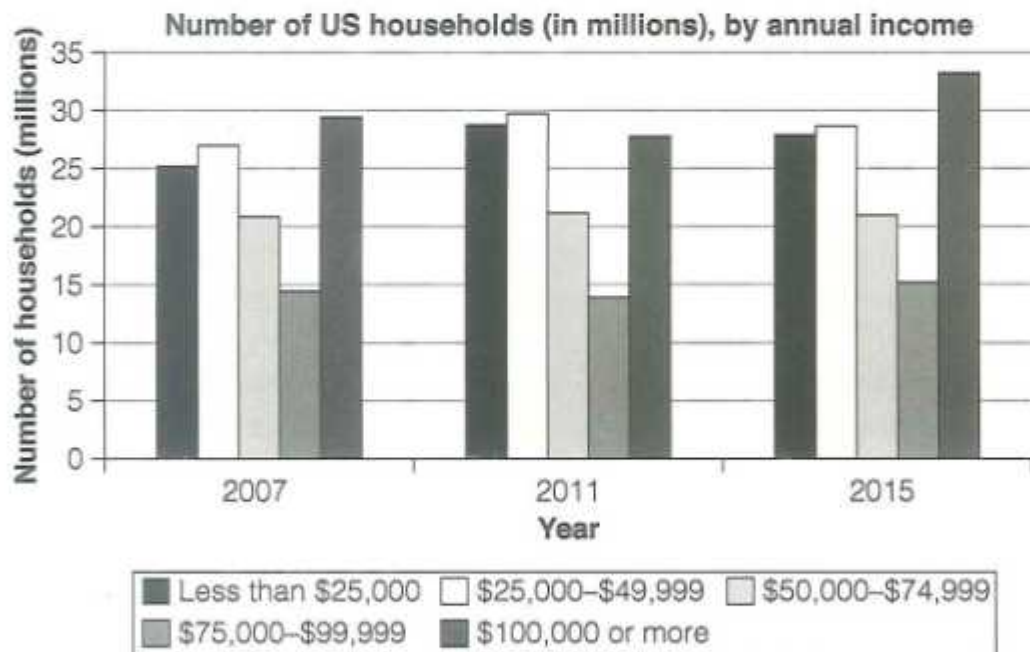 Number of US households (in millions), by annual income
Number of households (millions)
35
30
25
20
15
10
5
0
2007 2011 2015
Year
Less than $25,000 $25,000–$49,999 $50,000–$74,999
$75,000–$99,999 $100,000 or more